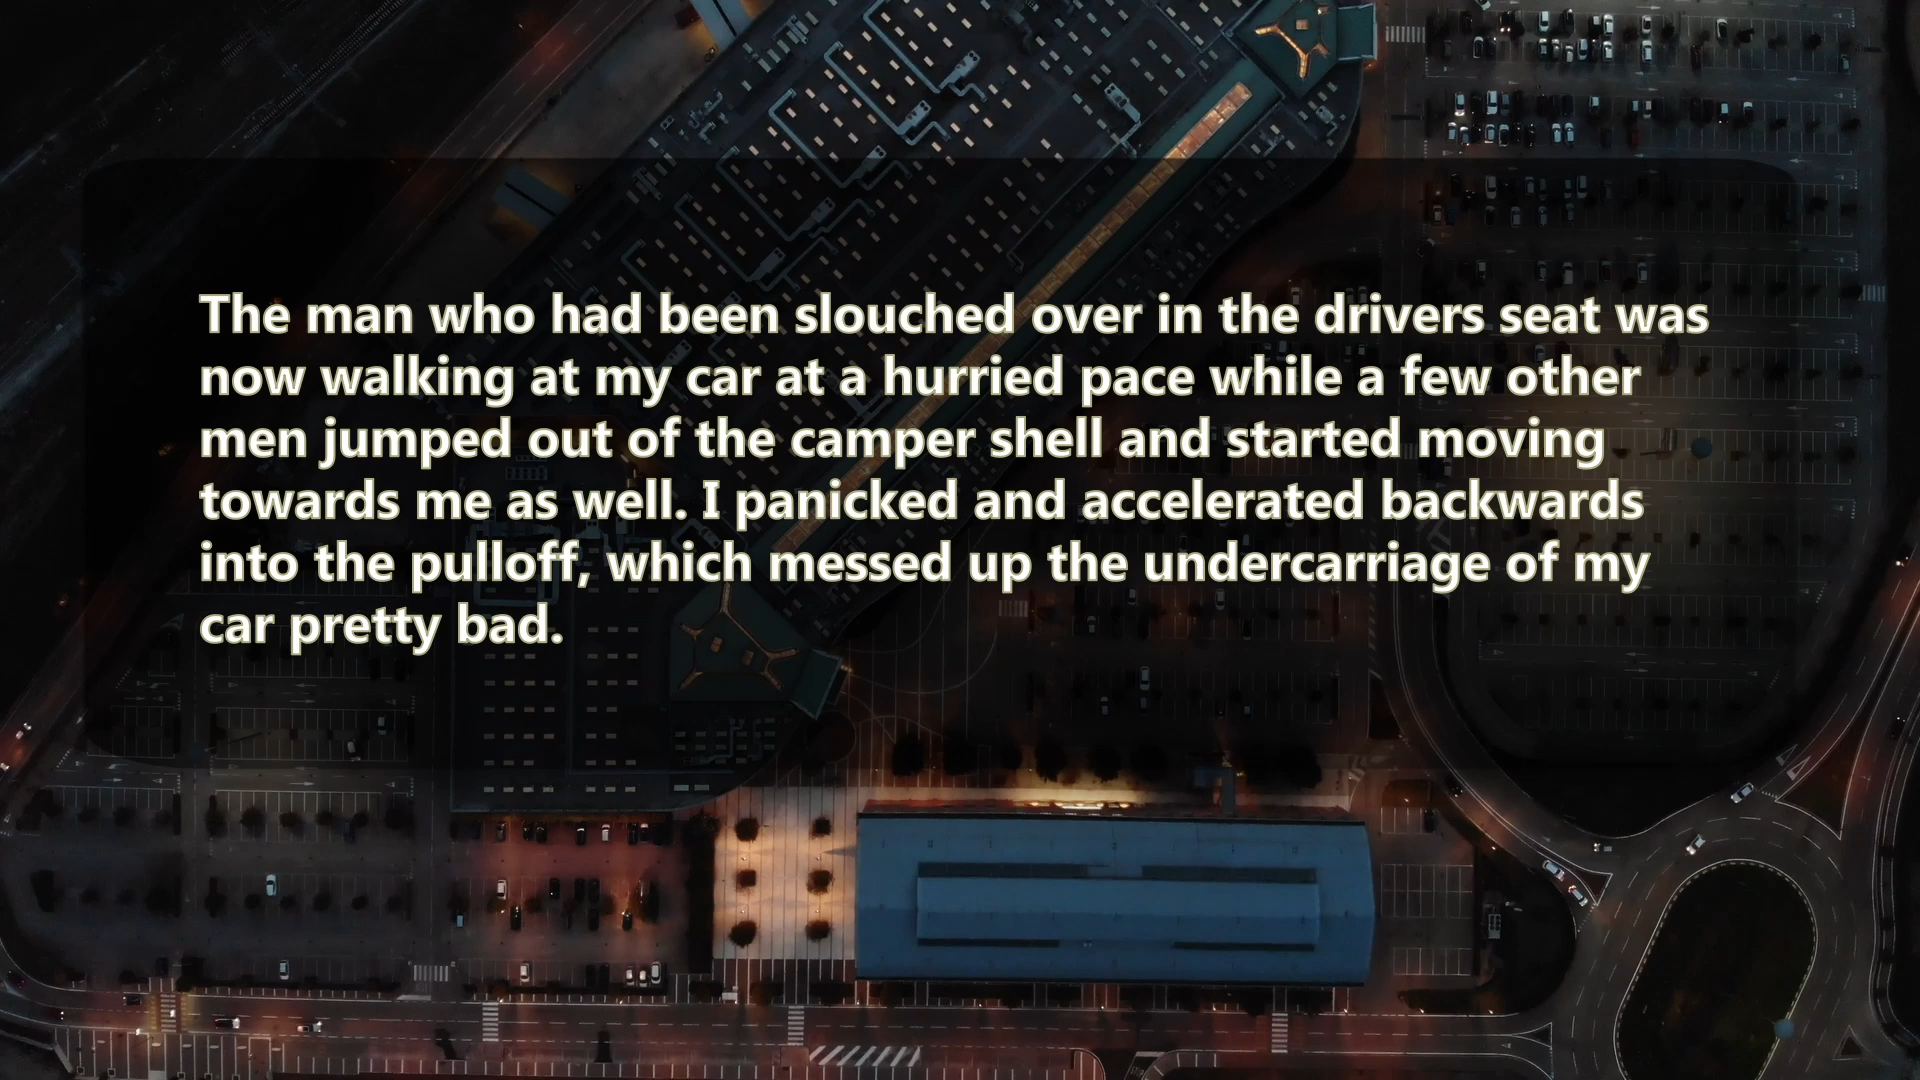 The man who had been slouched over in the drivers seat was
now walking at my car at a hurried pace while a few other
men jumped out of the camper shell and started moving
towards me as well. I panicked and accelerated backwards
into the pulloff, which messed up the undercarriage of my
car pretty bad.